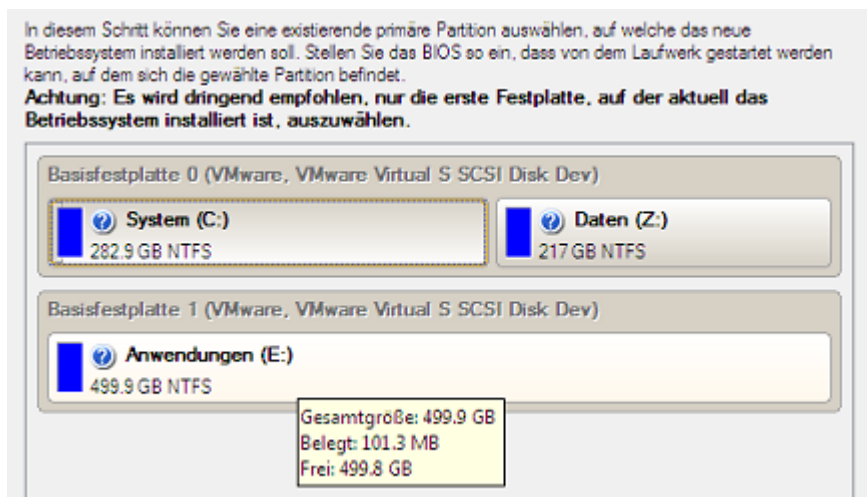 In diesem Schritt können Sie eine existierende primäre Partition auswählen, auf welche das neue
Betriebssystem installiert werden soll. Stellen Sie das BIOS so ein, dass von dem Laufwerk gestartet werden
kann, auf dem sich die gewählte Partition befindet.
Achtung: Es wird dringend empfohlen, nur die erste Festplatte, auf der aktuell das
Betriebssystem installiert ist, auszuwählen.
Basisfestplatte 0 (VMware, VMware Virtual S SCSI Disk Dev)
System (C:)
282.9 GB NTFS
Daten (Z:)
217 GB NTFS
Basisfestplatte 1 (VMware, VMware Virtual S SCSI Disk Dev)
Anwendungen (E:)
499.9 GB NTFS
Gesamtgröße: 499.9 GB
Belegt: 101.3 MB
Frei: 499.8 GB